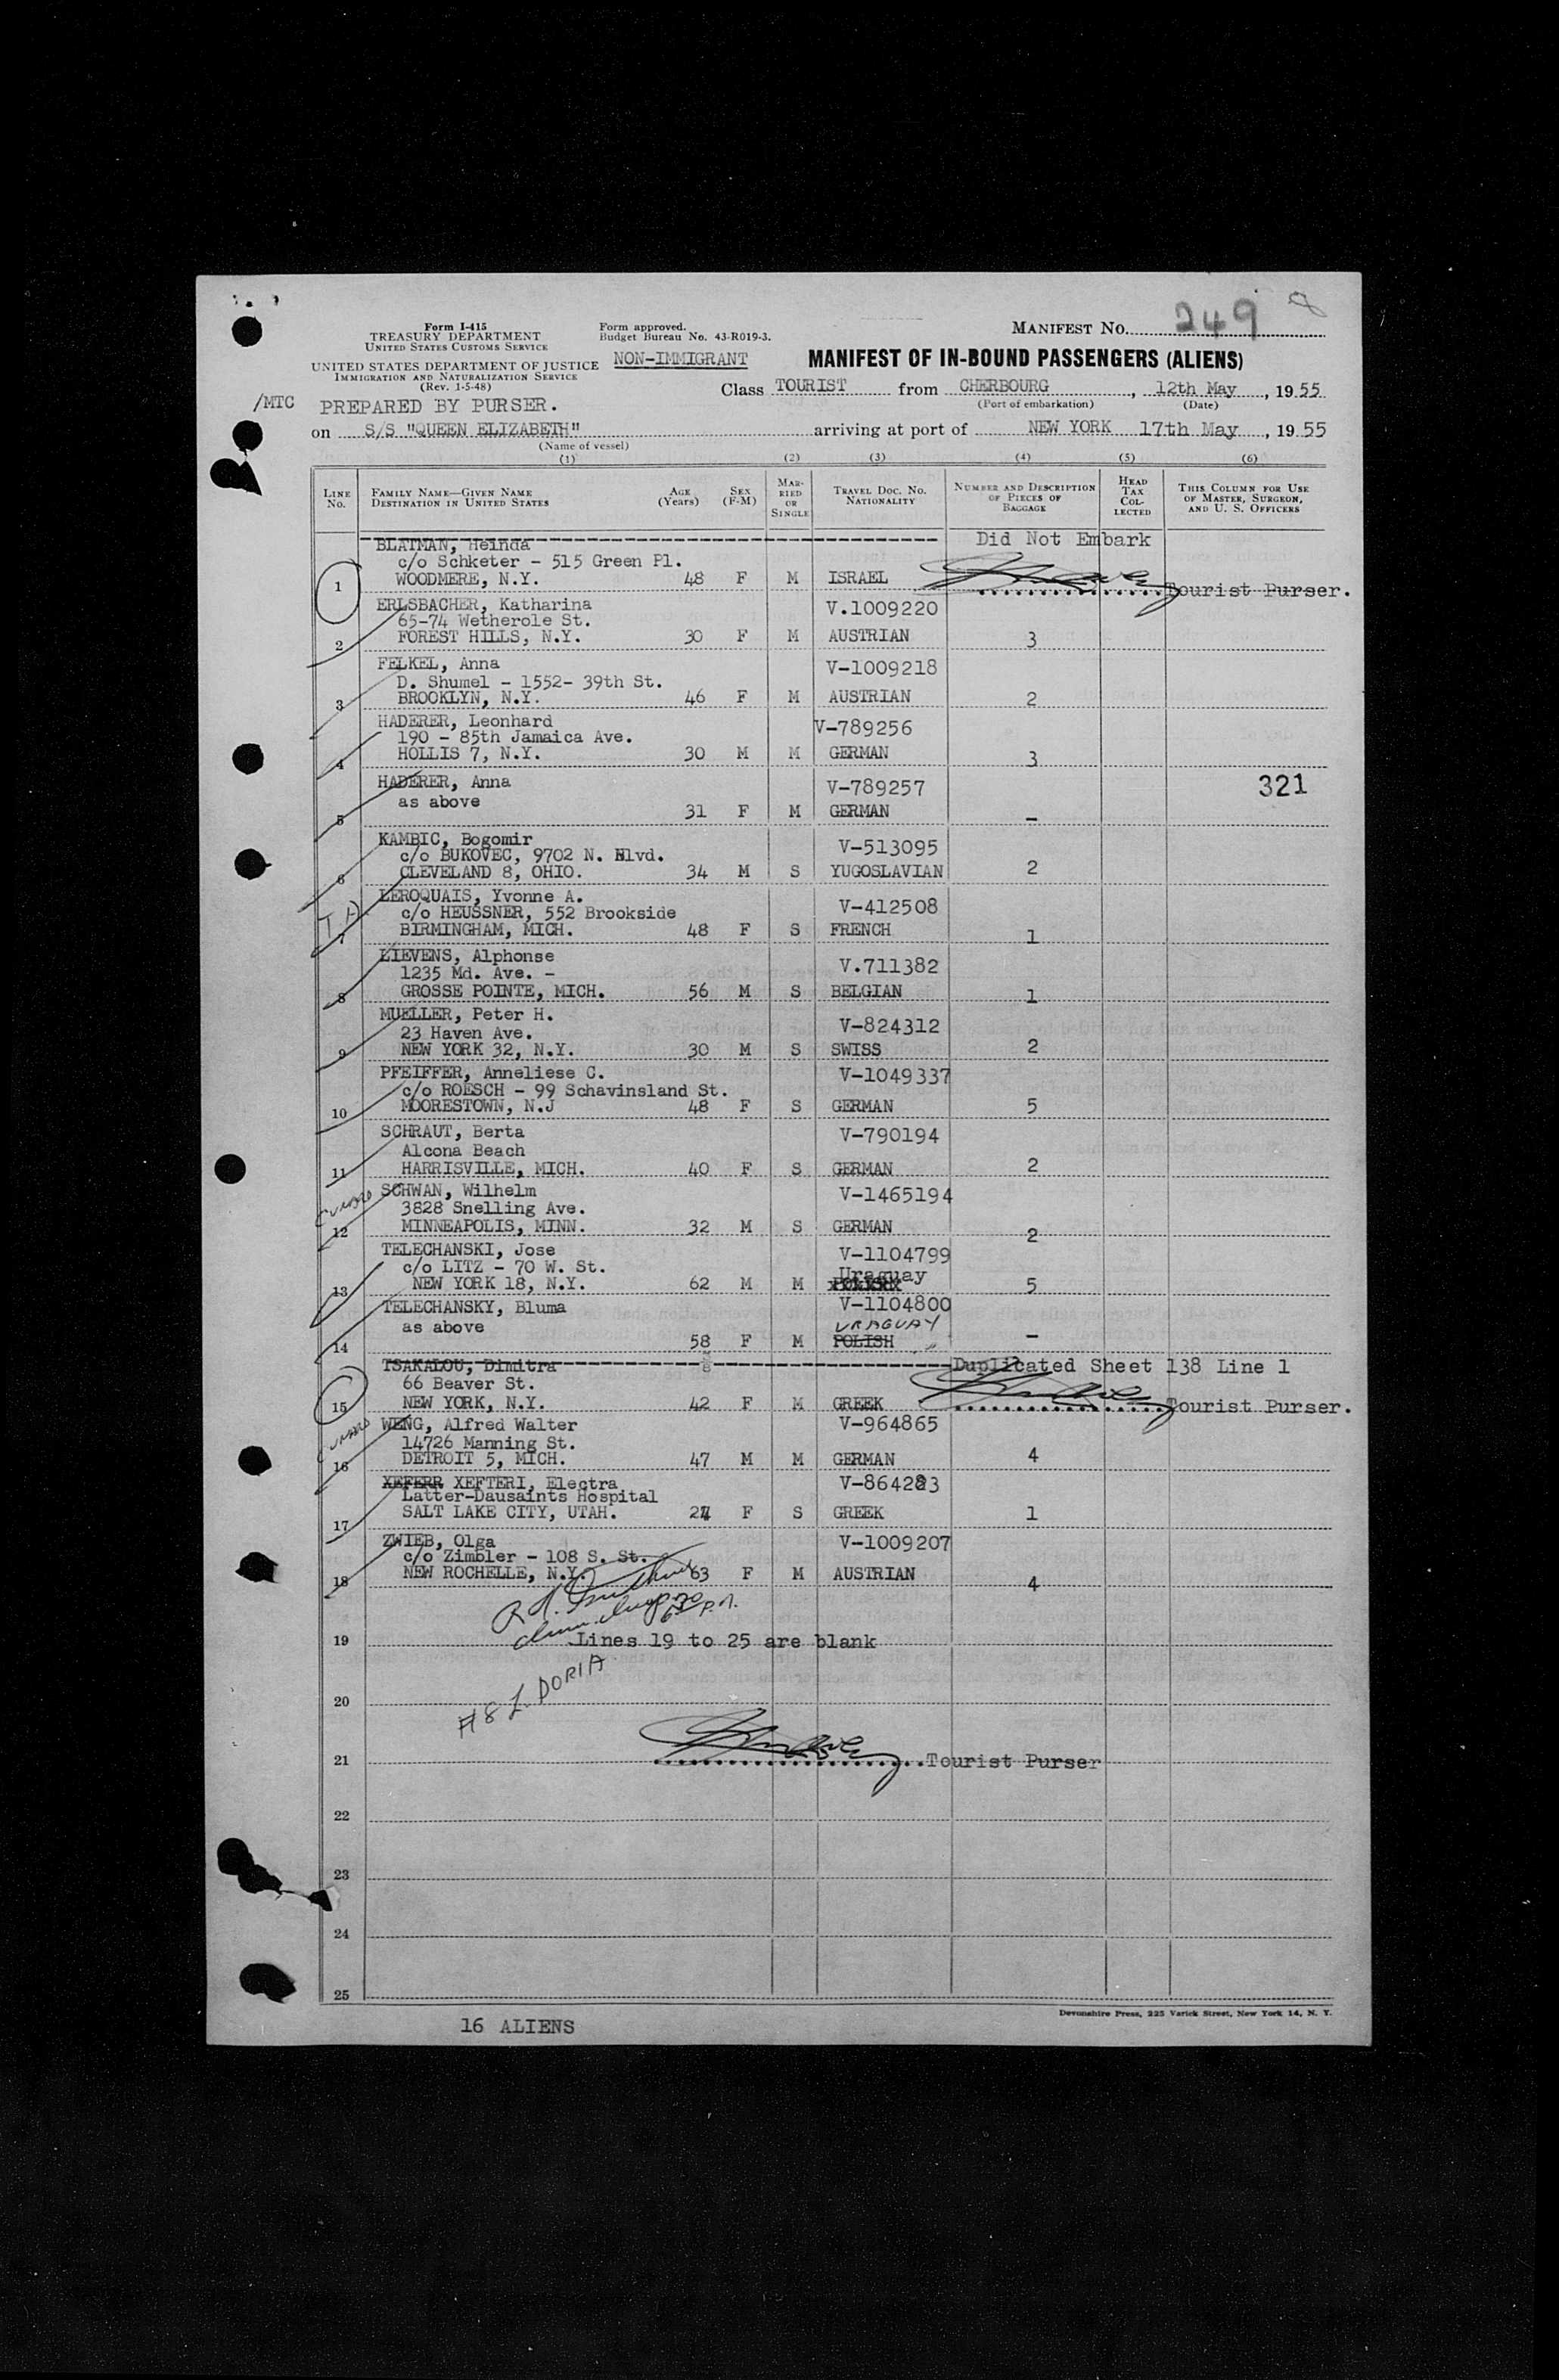 MANIFEST NO. 249 8
Form I-415
TREASURY DEPARTMENT
UNITED STATES CUSTOMS SERVICE
Form approved.
Budget Bureau No. 43-R019-3.
UNITED STATES DEPARTMENT OF JUSTICE
IMMIGRATION AND NATURALIZATION SERVICE
(Rev. 1-5-48)
NON-IMMIGRANT
MANIFEST OF IN-BOUND PASSENGERS (ALIENS)
Class TOURIST from CHERBOURG, 12th May, 1955
(Port of embarkation) (Date)
/MTC PREPARED BY PURSER.
on S/S "QUEEN ELIZABETH" arriving at port of NEW YORK 17th May, 1955
(Name of vessel)
(1) (2) (3) (4) (5) (6)
LINE No. FAMILY NAME—GIVEN NAME DESTINATION IN UNITED STATES AGE (Years) SEX (F-M) MARRIED OR SINGLE TRAVEL DOC. NO. NATIONALITY NUMBER AND DESCRIPTION OF PIECES OF BAGGAGE HEAD TAX COLLECTED THIS COLUMN FOR USE OF MASTER, SURGEON, AND U. S. OFFICERS
BLATMAN, Heinda Did Not Embark
c/o Schketer - 515 Green Pl.
1 WOODMERE, N.Y. 48 F M ISRAEL Tourist Purser.
ERLSBACHER, Katharina V.1009220
65-74 Wetherole St.
2 FOREST HILLS, N.Y. 30 F M AUSTRIAN 3
FELKEL, Anna V-1009218
D. Shumel - 1552- 39th St.
3 BROOKLYN, N.Y. 46 F M AUSTRIAN 2
HADERER, Leonhard V-789256
190 - 85th Jamaica Ave.
4 HOLLIS 7, N.Y. 30 M M GERMAN 3
HADERER, Anna V-789257 321
as above
5 31 F M GERMAN -
KAMBIC, Bogomir V-513095
c/o BUKOVEC, 9702 N. Blvd.
6 CLEVELAND 8, OHIO. 34 M S YUGOSLAVIAN 2
LEROQUAIS, Yvonne A. V-412508
c/o HEUSSNER, 552 Brookside
7 BIRMINGHAM, MICH. 48 F S FRENCH 1
LIEVENS, Alphonse V.711382
1235 Md. Ave. -
8 GROSSE POINTE, MICH. 56 M S BELGIAN 1
MUELLER, Peter H. V-824312
23 Haven Ave.
9 NEW YORK 32, N.Y. 30 M S SWISS 2
PFEIFFER, Anneliese C. V-1049337
c/o ROESCH - 99 Schavinsland St.
10 MOORESTOWN, N.J 48 F S GERMAN 5
SCHRAUT, Berta V-790194
Alcona Beach
11 HARRISVILLE, MICH. 40 F S GERMAN 2
SCHWAN, Wilhelm V-1465194
3828 Snelling Ave.
12 MINNEAPOLIS, MINN. 32 M S GERMAN 2
TELECHANSKI, Jose V-1104799
c/o LITZ - 70 W. St. Uraguay
13 NEW YORK 18, N.Y. 62 M M POLISH 5
TELECHANSKY, Bluma V-1104800
as above URAGUAY
14 58 F M POLISH -
TSAKALOU, Dimitra Duplicated Sheet 138 Line 1
66 Beaver St.
15 NEW YORK, N.Y. 42 F M GREEK Tourist Purser.
WENG, Alfred Walter V-964865
14726 Manning St.
16 DETROIT 5, MICH. 47 M M GERMAN 4
XEFERR XEFTERI, Electra V-864283
Latter-Dausaints Hospital
17 SALT LAKE CITY, UTAH. 24 F S GREEK 1
ZWIEB, Olga V-1009207
c/o Zimbler - 108 S. St.
18 NEW ROCHELLE, N.Y. 63 F M AUSTRIAN 4
19 Lines 19 to 25 are blank
DORIA
20
21 Tourist Purser
22
23
24
25
Devonshire Press, 225 Varick Street, New York 14, N. Y.
16 ALIENS